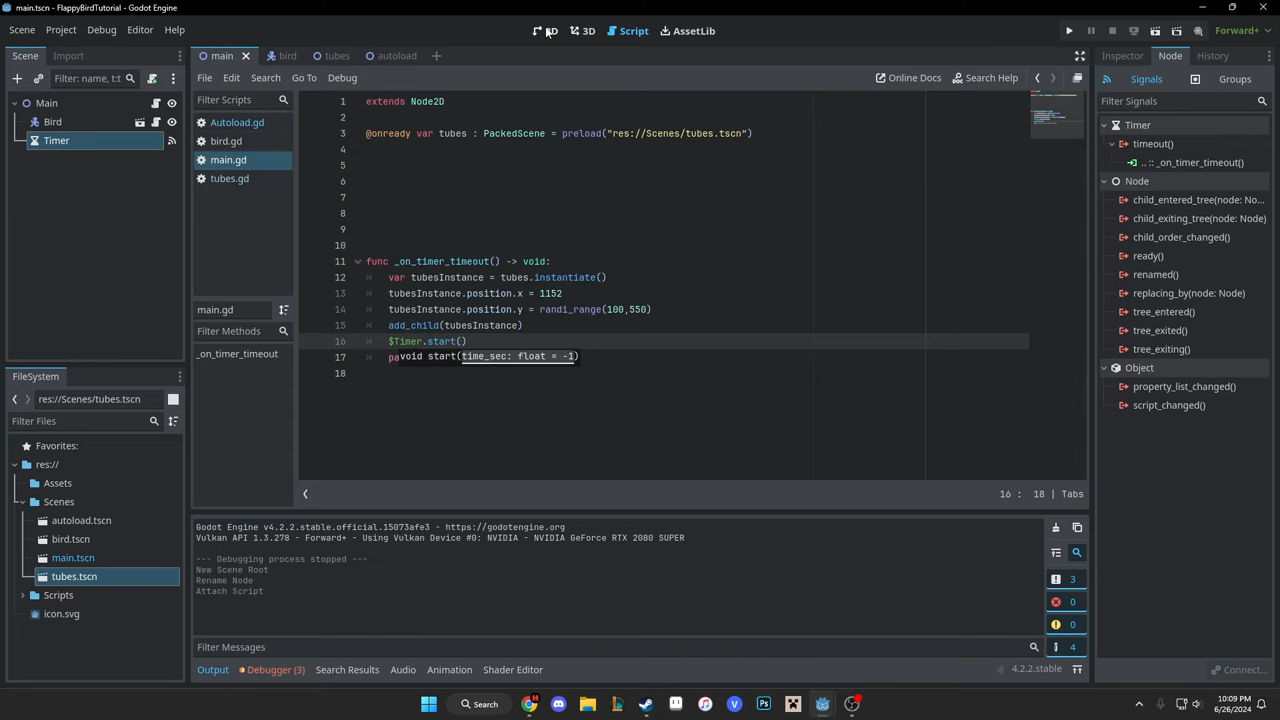 main.tscn - FlappyBirdTutorial - Godot Engine
Scene Project Debug Editor Help
2D 3D Script AssetLib
Forward+
Scene Import
main bird tubes autoload
Inspector Node History
Filter: name, t:t
File Edit Search Go To Debug
Online Docs Search Help
Signals Groups
Main
Bird
Timer
Filter Scripts
Autoload.gd
bird.gd
main.gd
tubes.gd
main.gd
Filter Methods
_on_timer_timeout
1 extends Node2D
2
3 @onready var tubes : PackedScene = preload("res://Scenes/tubes.tscn")
4
5
6
7
8
9
10
11 func _on_timer_timeout() -> void:
12 var tubesInstance = tubes.instantiate()
13 tubesInstance.position.x = 1152
14 tubesInstance.position.y = randi_range(100,550)
15 add_child(tubesInstance)
16 $Timer.start()
17 pa
void start(time_sec: float = -1)
18
16 : 18 | Tabs
Filter Signals
Timer
timeout()
.. :: _on_timer_timeout()
Node
child_entered_tree(node: No...
child_exiting_tree(node: Node)
child_order_changed()
ready()
renamed()
replacing_by(node: Node)
tree_entered()
tree_exited()
tree_exiting()
Object
property_list_changed()
script_changed()
FileSystem
res://Scenes/tubes.tscn
Filter Files
Favorites:
res://
Assets
Scenes
autoload.tscn
bird.tscn
main.tscn
tubes.tscn
Scripts
icon.svg
Godot Engine v4.2.2.stable.official.15073afe3 - https://godotengine.org
Vulkan API 1.3.278 - Forward+ - Using Vulkan Device #0: NVIDIA - NVIDIA GeForce RTX 2080 SUPER
--- Debugging process stopped ---
New Scene Root
Rename Node
Attach Script
3
0
0
4
Filter Messages
Output Debugger (3) Search Results Audio Animation Shader Editor
4.2.2.stable
Connect...
Search
10:09 PM
6/26/2024